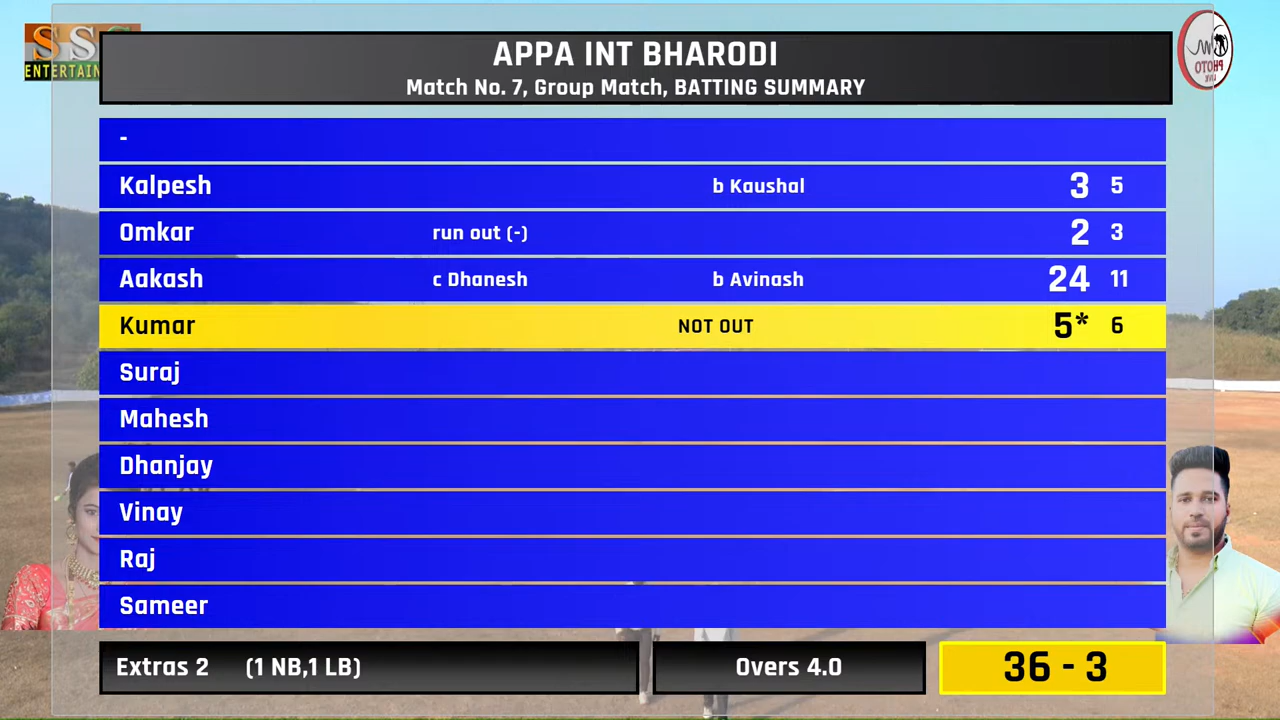 SSG
ENTERTAIN
APPA INT BHARODI
Match No. 7, Group Match, BATTING SUMMARY
PHOTO
LIVE
-
Kalpesh b Kaushal 3 5
Omkar run out (-) 2 3
Aakash c Dhanesh b Avinash 24 11
Kumar NOT OUT 5* 6
Suraj
Mahesh
Dhanjay
Vinay
Raj
Sameer
Extras 2 (1 NB,1 LB) Overs 4.0 36 - 3